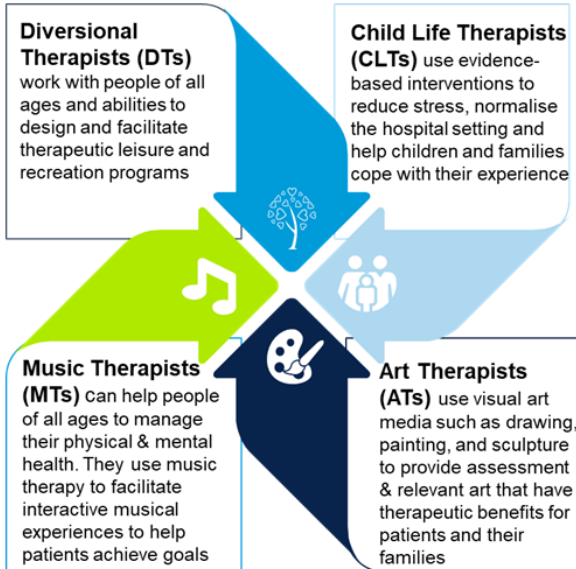 Diversional
Therapists (DTs)
work with people of all
ages and abilities to
design and facilitate
therapeutic leisure and
recreation programs
Child Life Therapists
(CLTs) use evidence-
based interventions to
reduce stress, normalise
the hospital setting and
help children and families
cope with their experience
Music Therapists
(MTs) can help people
of all ages to manage
their physical & mental
health. They use music
therapy to facilitate
interactive musical
experiences to help
patients achieve goals
Art Therapists
(ATs) use visual art
media such as drawing,
painting, and sculpture
to provide assessment
& relevant art that have
therapeutic benefits for
patients and their
families